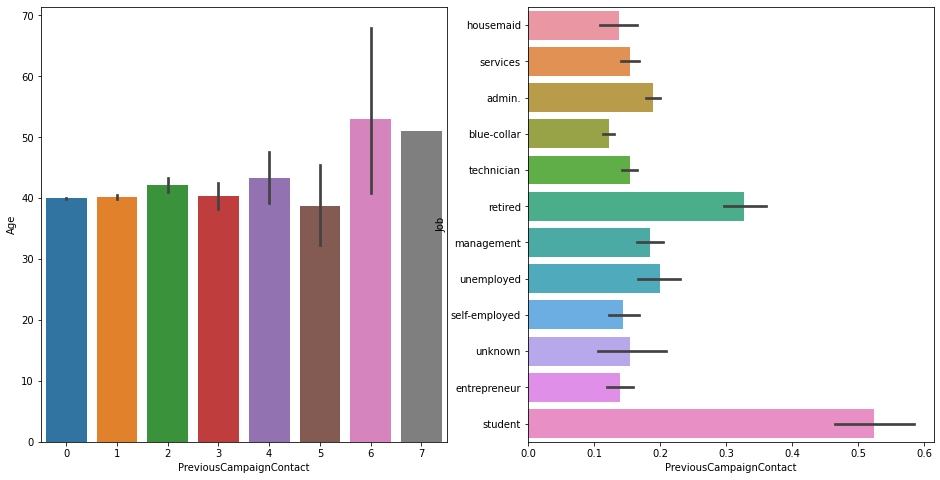 70
60
50
40
30
20
10
0
Age
0 1 2 3 4 5 6 7
PreviousCampaignContact
housemaid
services
admin.
blue-collar
technician
retired
management
unemployed
self-employed
unknown
entrepreneur
student
Job
0.0 0.1 0.2 0.3 0.4 0.5 0.6
PreviousCampaignContact